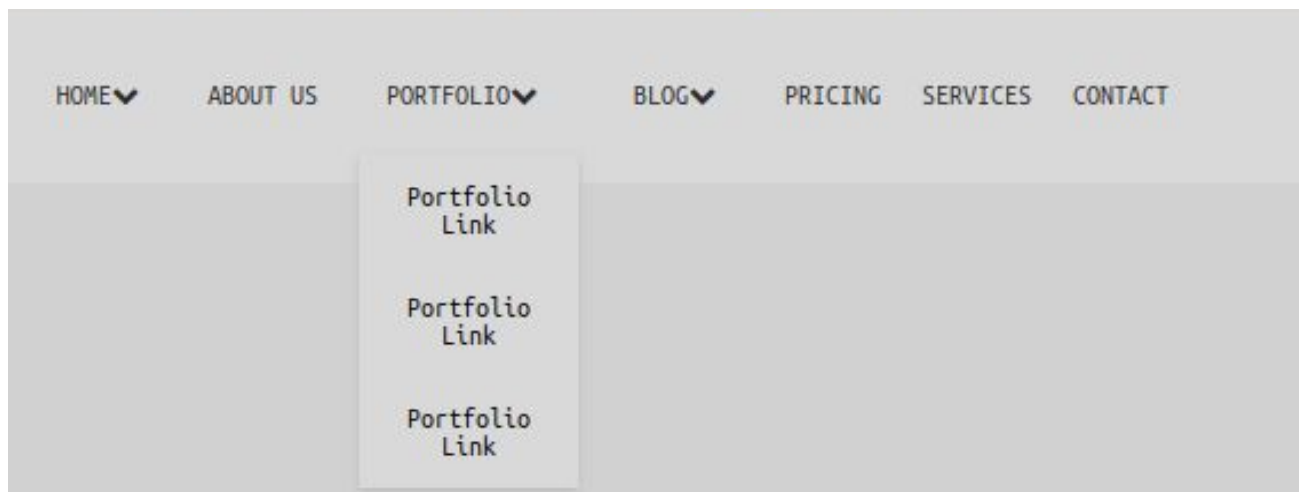 HOME ABOUT US PORTFOLIO BLOG PRICING SERVICES CONTACT
Portfolio
Link
Portfolio
Link
Portfolio
Link